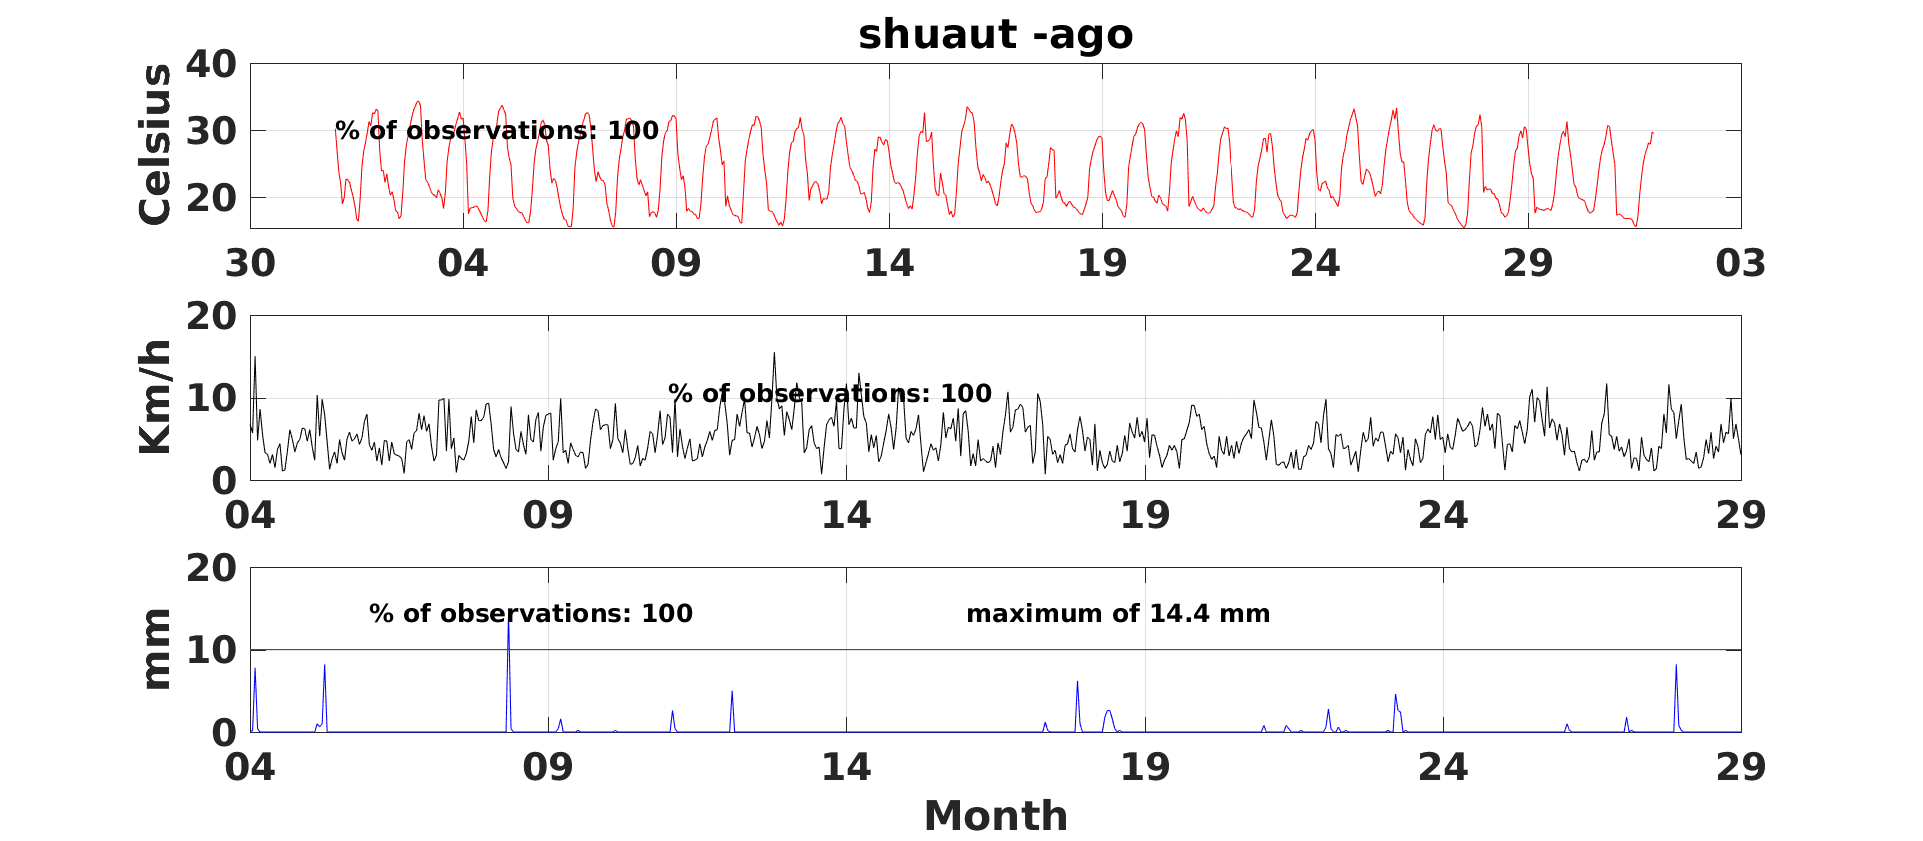 shuaut -ago
Celsius
40
30
20
% of observations: 100
30 04 09 14 19 24 29 03
Km/h
20
10
0
% of observations: 100
04 09 14 19 24 29
mm
20
10
0
% of observations: 100 maximum of 14.4 mm
04 09 14 19 24 29
Month